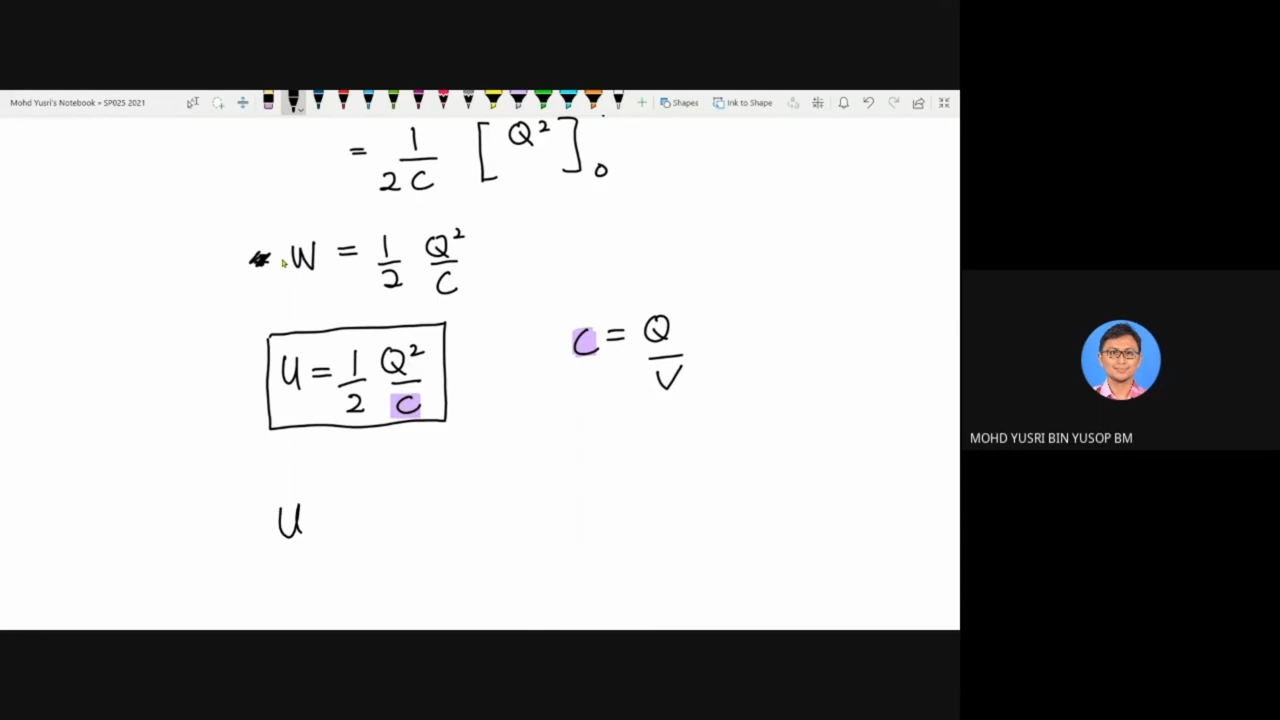 Mohd Yusri's Notebook » SP025 2021
Shapes
Ink to Shape
= 1/2C [Q²]₀
W = 1/2 Q²/C
U = 1/2 Q²/C
C = Q/V
U
MOHD YUSRI BIN YUSOP BM